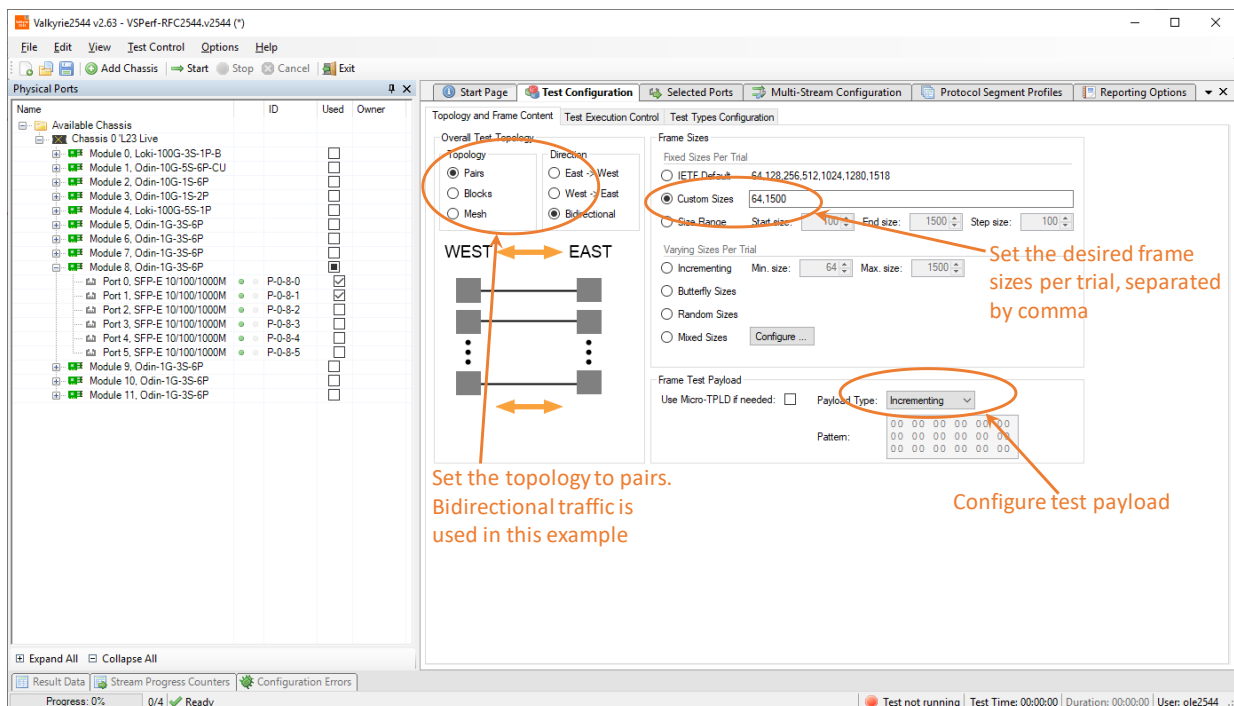 Valkyrie2544 v2.63 - VSPerf-RFC2544.v2544 (*)
File Edit View Test Control Options Help
Add Chassis Start Stop Cancel Exit
Physical Ports
Name ID Used Owner
Available Chassis
Chassis 0 'L23 Live
Module 0, Loki-100G-3S-1P-B
Module 1, Odin-10G-5S-6P-CU
Module 2, Odin-10G-1S-6P
Module 3, Odin-10G-1S-2P
Module 4, Loki-100G-5S-1P
Module 5, Odin-1G-3S-6P
Module 6, Odin-1G-3S-6P
Module 7, Odin-1G-3S-6P
Module 8, Odin-1G-3S-6P
Port 0, SFP-E 10/100/1000M P-0-8-0
Port 1, SFP-E 10/100/1000M P-0-8-1
Port 2, SFP-E 10/100/1000M P-0-8-2
Port 3, SFP-E 10/100/1000M P-0-8-3
Port 4, SFP-E 10/100/1000M P-0-8-4
Port 5, SFP-E 10/100/1000M P-0-8-5
Module 9, Odin-1G-3S-6P
Module 10, Odin-1G-3S-6P
Module 11, Odin-1G-3S-6P
Expand All Collapse All
Start Page Test Configuration Selected Ports Multi-Stream Configuration Protocol Segment Profiles Reporting Options
Topology and Frame Content Test Execution Control Test Types Configuration
Overall Test Topology
Topology Direction
Pairs East -> West
Blocks West -> East
Mesh Bidirectional
WEST EAST
Set the topology to pairs.
Bidirectional traffic is
used in this example
Frame Sizes
Fixed Sizes Per Trial
IETF Default 64,128,256,512,1024,1280,1518
Custom Sizes 64,1500
Size Range Start size: 100 End size: 1500 Step size: 100
Varying Sizes Per Trial
Incrementing Min. size: 64 Max. size: 1500
Butterfly Sizes
Random Sizes
Mixed Sizes Configure ...
Set the desired frame
sizes per trial, separated
by comma
Frame Test Payload
Use Micro-TPLD if needed: Payload Type: Incrementing
Pattern:
00 00 00 00 00 00
00 00 00 00 00 00
00 00 00 00 00 00
Configure test payload
Result Data Stream Progress Counters Configuration Errors
Progress: 0% 0/4 Ready Test not running Test Time: 00:00:00 Duration: 00:00:00 User: ole2544